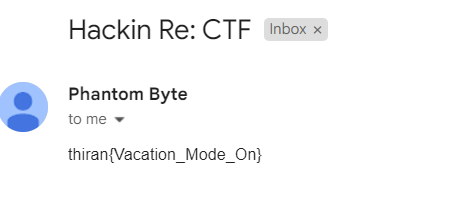 Hackin Re: CTF Inbox ×
Phantom Byte
to me
thiran{Vacation_Mode_On}